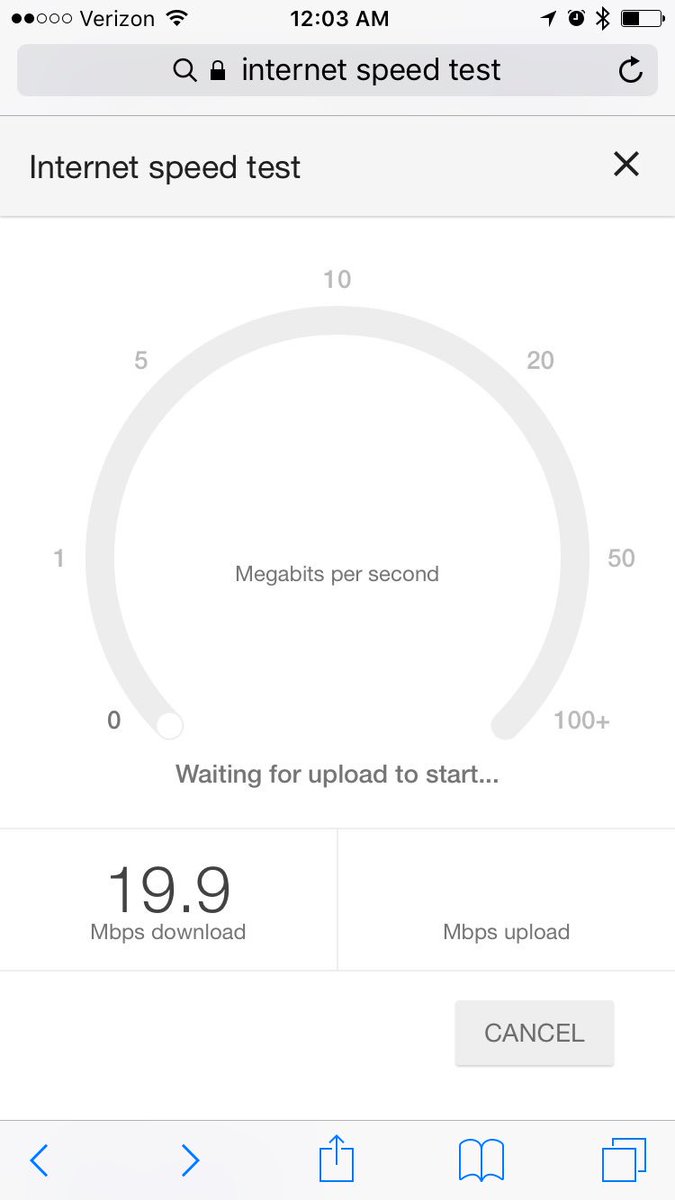 Verizon 12:03 AM
internet speed test
Internet speed test
10
5
20
1
50
Megabits per second
0
100+
Waiting for upload to start...
19.9
Mbps download
Mbps upload
CANCEL